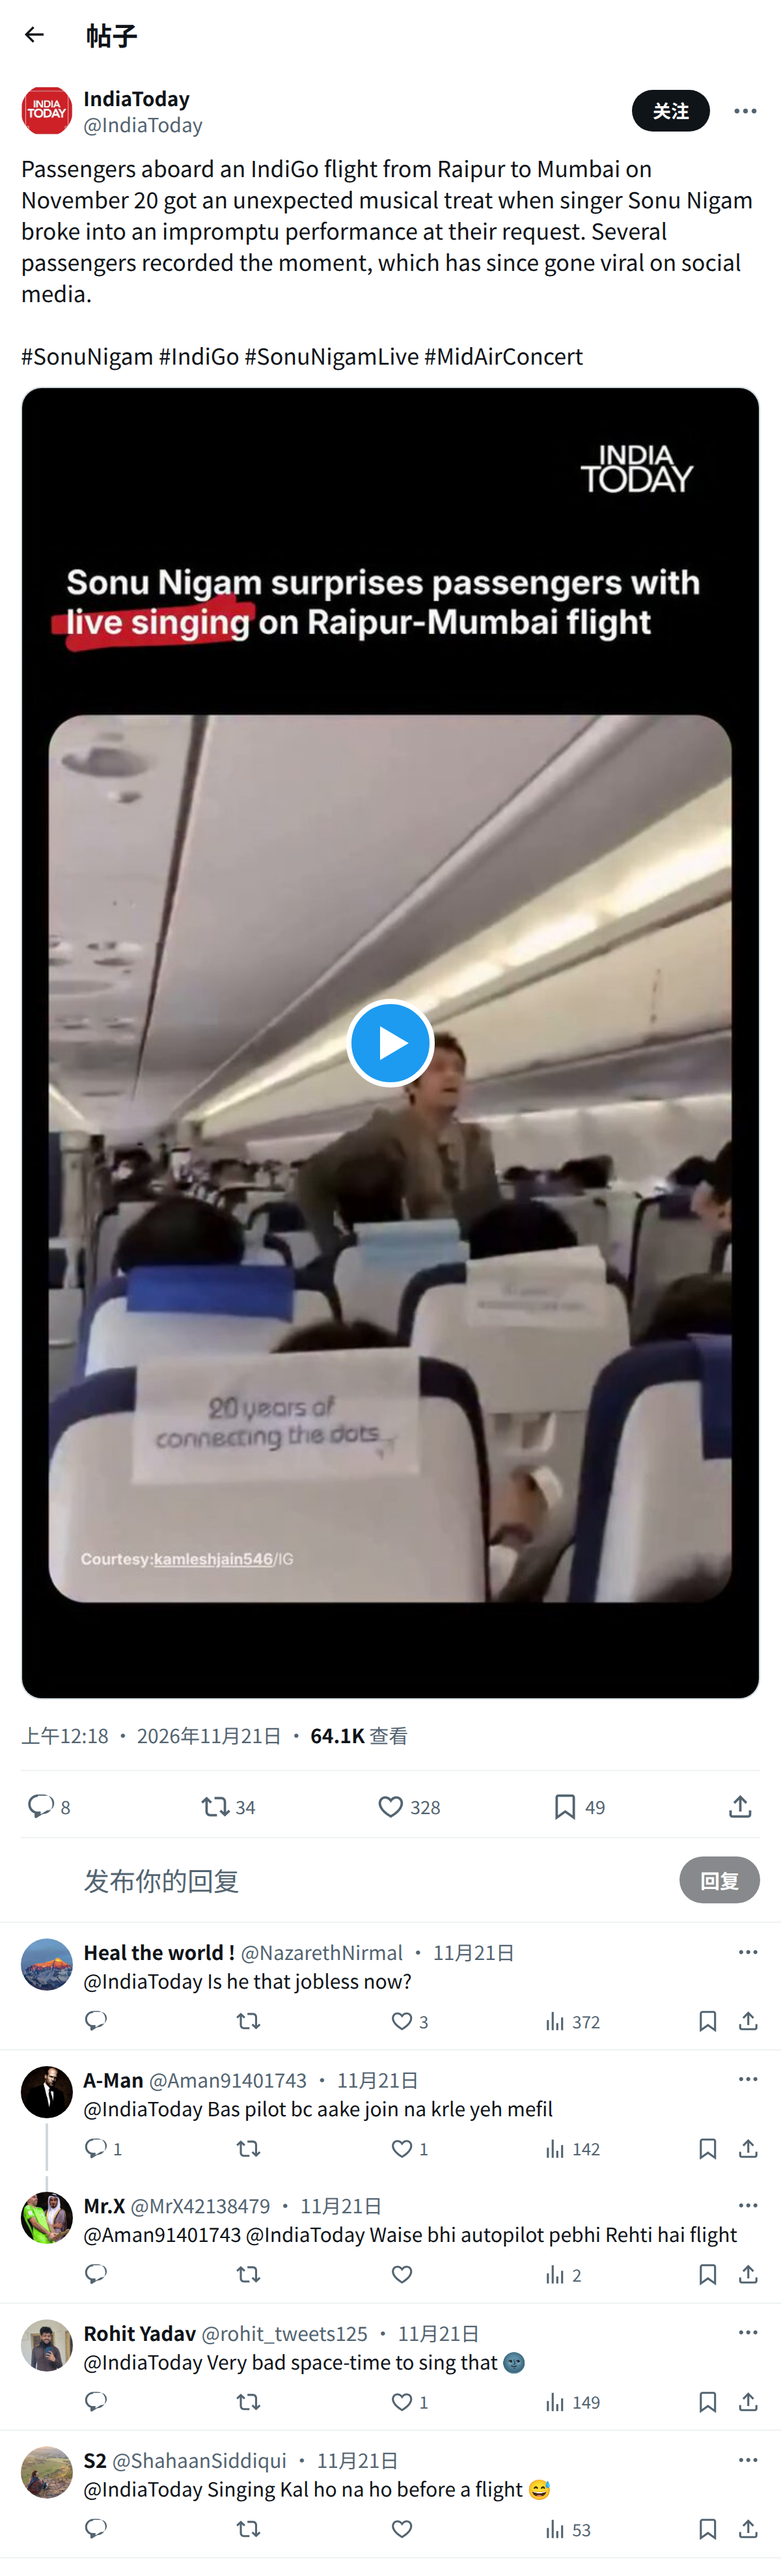 帖子
INDIA
TODAY
IndiaToday
@IndiaToday
关注
Passengers aboard an IndiGo flight from Raipur to Mumbai on
November 20 got an unexpected musical treat when singer Sonu Nigam
broke into an impromptu performance at their request. Several
passengers recorded the moment, which has since gone viral on social
media.
#SonuNigam #IndiGo #SonuNigamLive #MidAirConcert
INDIA
TODAY
Sonu Nigam surprises passengers with
live singing on Raipur-Mumbai flight
20 years of
connecting the dots
Courtesy:kamleshjain546/IG
上午12:18 · 2026年11月21日 · 64.1K 查看
8 34 328 49
发布你的回复
回复
Heal the world ! @NazarethNirmal · 11月21日
@IndiaToday Is he that jobless now?
3 372
A-Man @Aman91401743 · 11月21日
@IndiaToday Bas pilot bc aake join na krle yeh mefil
1 1 142
Mr.X @MrX42138479 · 11月21日
@Aman91401743 @IndiaToday Waise bhi autopilot pebhi Rehti hai flight
2
Rohit Yadav @rohit_tweets125 · 11月21日
@IndiaToday Very bad space-time to sing that 🌚
1 149
S2 @ShahaanSiddiqui · 11月21日
@IndiaToday Singing Kal ho na ho before a flight 😅
53